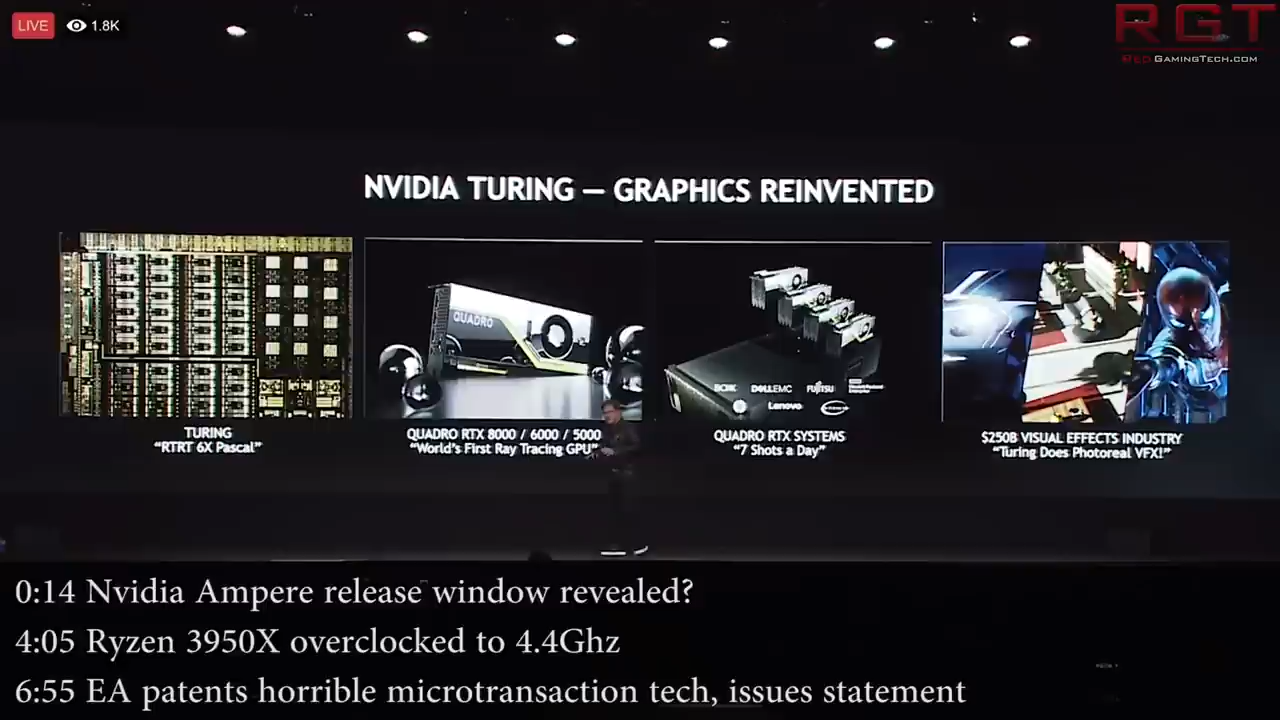 LIVE 1.8K
RGT
REDGAMINGTECH.COM
NVIDIA TURING – GRAPHICS REINVENTED
QUADRO
DELLEMC
FUJITSU
Lenovo
TURING
"RTRT 6X Pascal"
QUADRO RTX 8000 / 6000 / 5000
"World's First Ray Tracing GPU"
QUADRO RTX SYSTEMS
"7 Shots a Day"
$250B VISUAL EFFECTS INDUSTRY
"Turing Does Photoreal VFX!"
0:14 Nvidia Ampere release window revealed?
4:05 Ryzen 3950X overclocked to 4.4Ghz
6:55 EA patents horrible microtransaction tech, issues statement